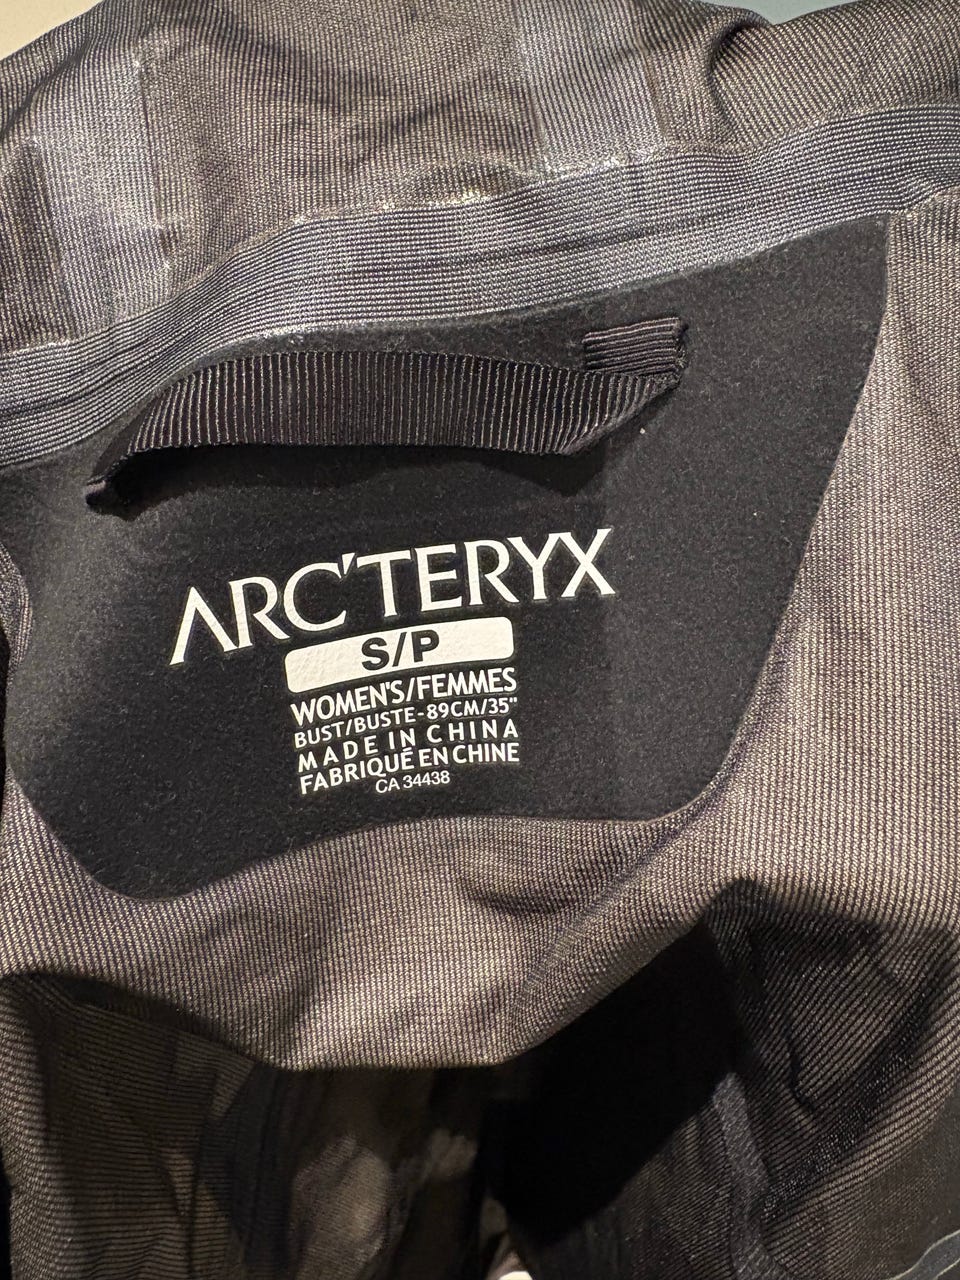 ARC'TERYX
S/P
WOMEN'S/FEMMES
BUST/BUSTE-89CM/35"
MADE IN CHINA
FABRIQUÉ EN CHINE
CA 34438